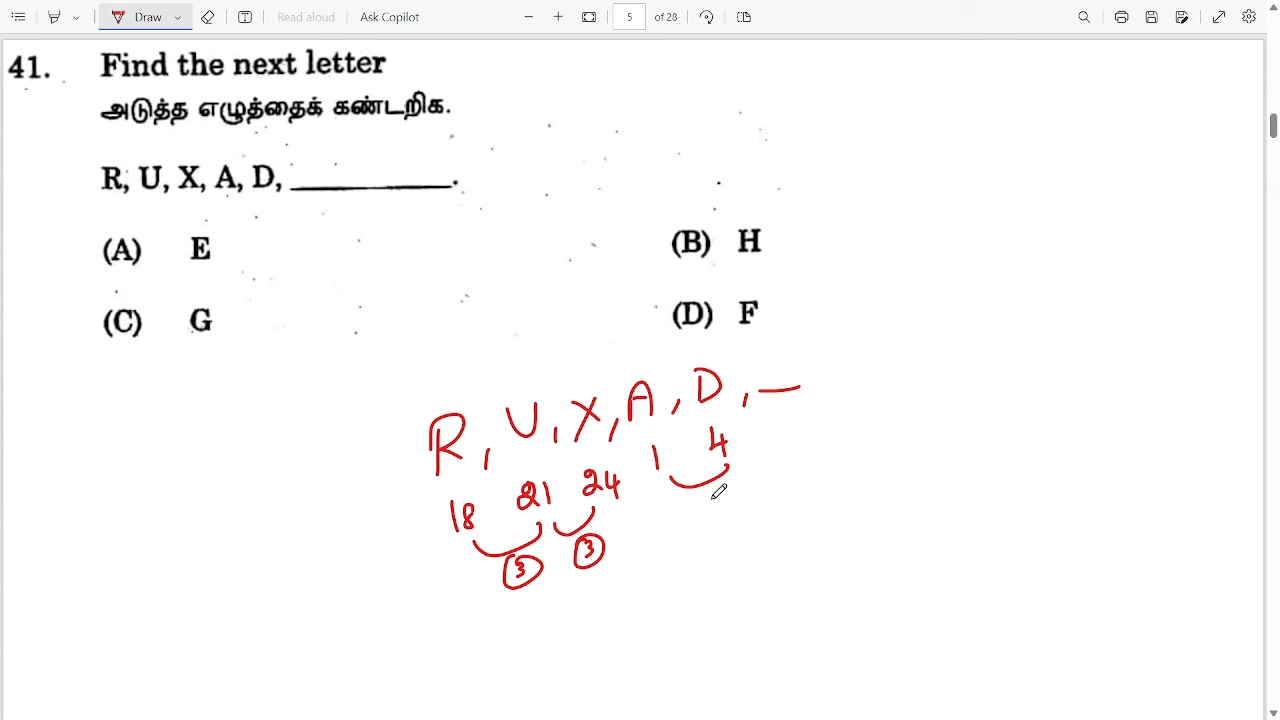 Draw Read aloud Ask Copilot 5 of 28
41. Find the next letter
அடுத்த எழுத்தைக் கண்டறிக.
R, U, X, A, D, __________.
(A) E (B) H
(C) G (D) F
R, U, X, A, D, —
18 21 24 1 4
3 3